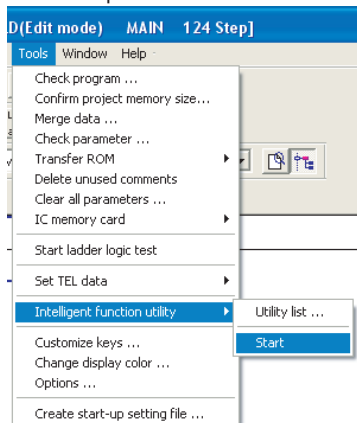 D(Edit mode) MAIN 124 Step]
Tools Window Help
Check program ...
Confirm project memory size...
Merge data ...
Check parameter ...
Transfer ROM
Delete unused comments
Clear all parameters ...
IC memory card
Start ladder logic test
Set TEL data
Intelligent function utility
Utility list ...
Start
Customize keys ...
Change display color ...
Options ...
Create start-up setting file ...